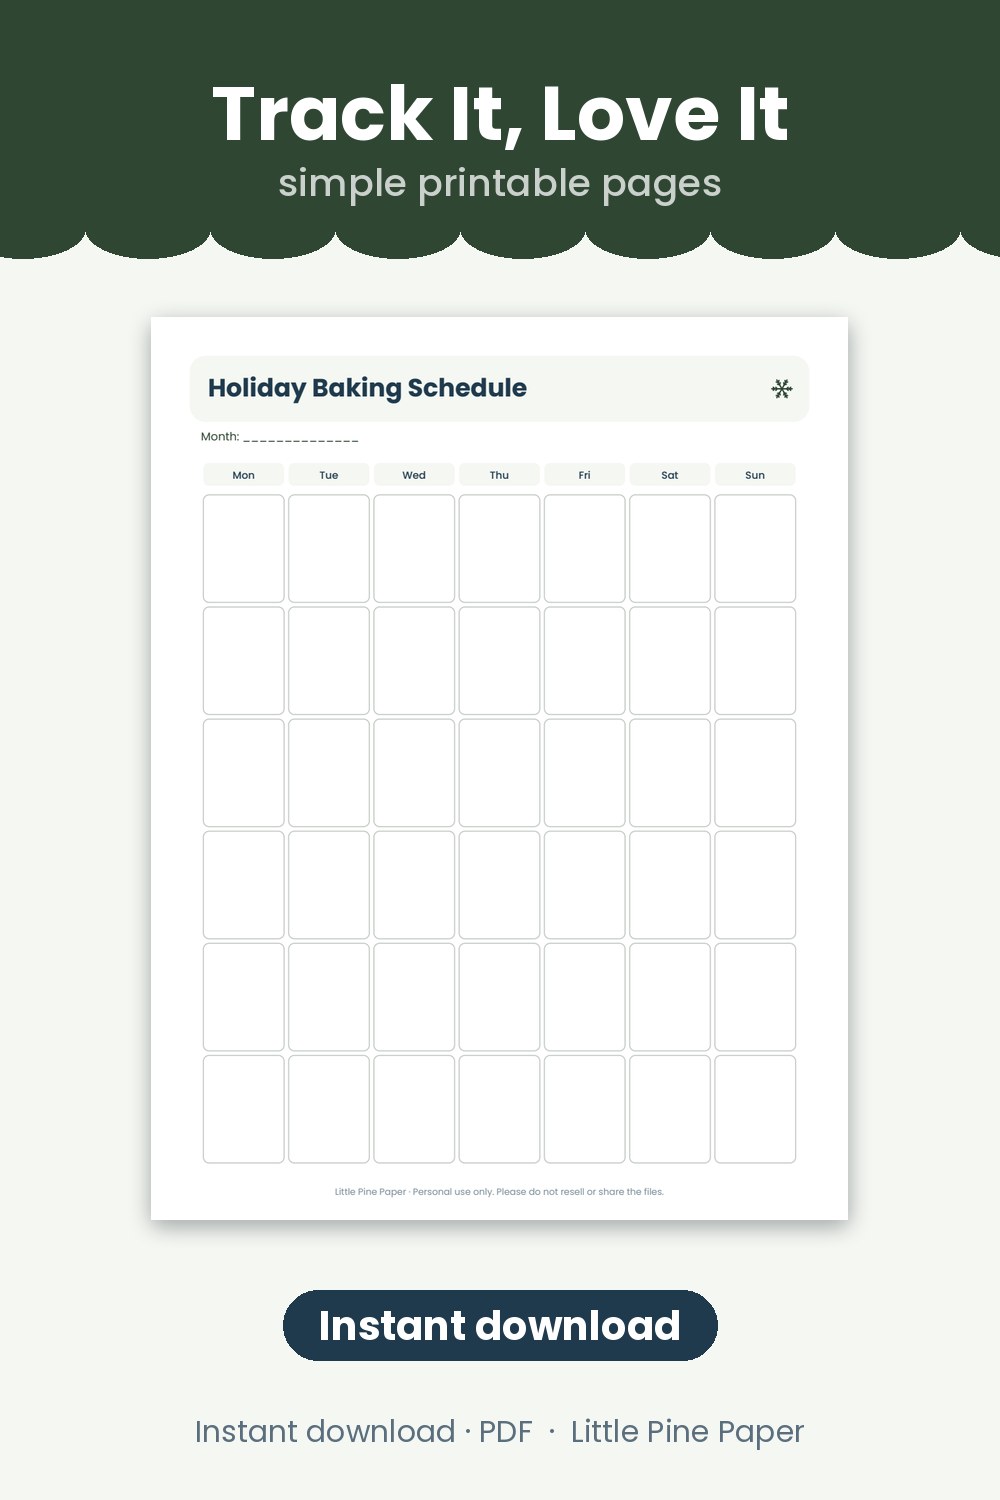 Track It, Love It
simple printable pages
Holiday Baking Schedule
Month: ______________
Mon Tue Wed Thu Fri Sat Sun
Little Pine Paper · Personal use only. Please do not resell or share the files.
Instant download
Instant download · PDF · Little Pine Paper